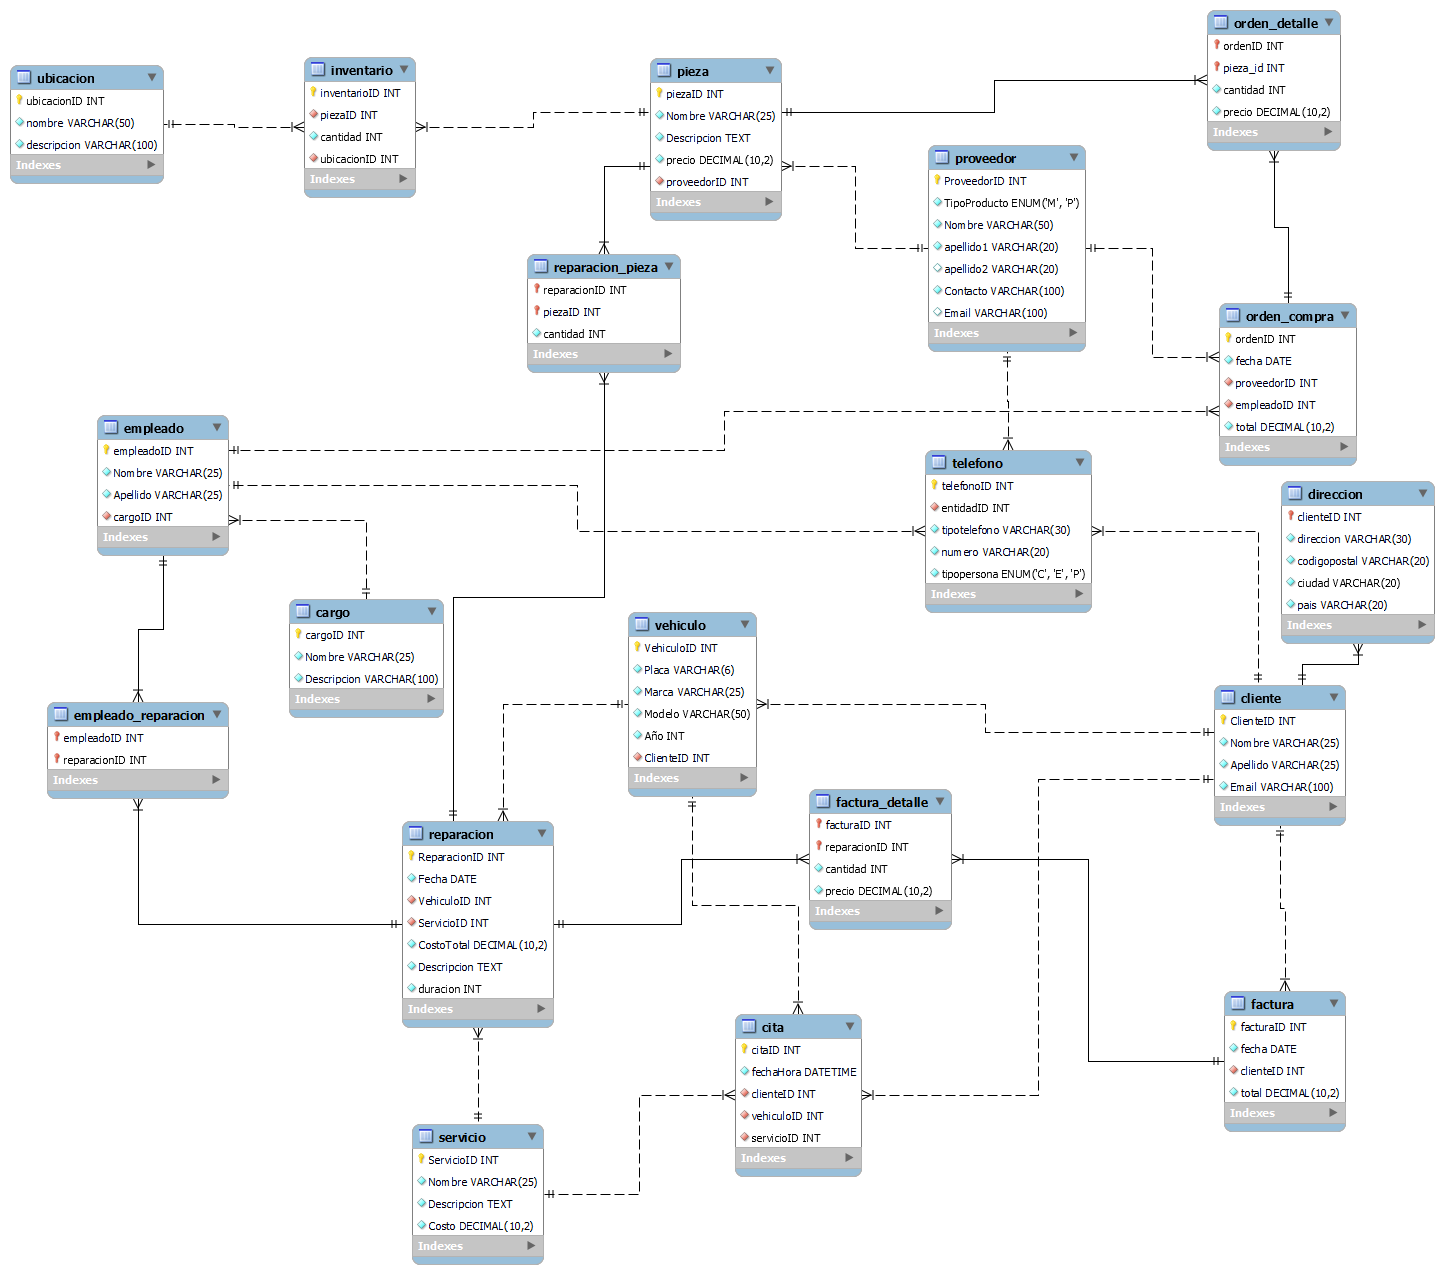 ubicacion
ubicacionID INT
nombre VARCHAR(50)
descripcion VARCHAR(100)
Indexes
inventario
inventarioID INT
piezaID INT
cantidad INT
ubicacionID INT
Indexes
pieza
piezaID INT
Nombre VARCHAR(25)
Descripcion TEXT
precio DECIMAL(10,2)
proveedorID INT
Indexes
orden_detalle
ordenID INT
pieza_id INT
cantidad INT
precio DECIMAL(10,2)
Indexes
proveedor
ProveedorID INT
TipoProducto ENUM('M', 'P')
Nombre VARCHAR(50)
apellido1 VARCHAR(20)
apellido2 VARCHAR(20)
Contacto VARCHAR(100)
Email VARCHAR(100)
Indexes
reparacion_pieza
reparacionID INT
piezaID INT
cantidad INT
Indexes
orden_compra
ordenID INT
fecha DATE
proveedorID INT
empleadoID INT
total DECIMAL(10,2)
Indexes
empleado
empleadoID INT
Nombre VARCHAR(25)
Apellido VARCHAR(25)
cargoID INT
Indexes
telefono
telefonoID INT
entidadID INT
tipotelefono VARCHAR(30)
numero VARCHAR(20)
tipopersona ENUM('C', 'E', 'P')
Indexes
direccion
clienteID INT
direccion VARCHAR(30)
codigopostal VARCHAR(20)
ciudad VARCHAR(20)
pais VARCHAR(20)
Indexes
cargo
cargoID INT
Nombre VARCHAR(25)
Descripcion VARCHAR(100)
Indexes
vehiculo
VehiculoID INT
Placa VARCHAR(6)
Marca VARCHAR(25)
Modelo VARCHAR(50)
Año INT
ClienteID INT
Indexes
cliente
ClienteID INT
Nombre VARCHAR(25)
Apellido VARCHAR(25)
Email VARCHAR(100)
Indexes
empleado_reparacion
empleadoID INT
reparacionID INT
Indexes
factura_detalle
facturaID INT
reparacionID INT
cantidad INT
precio DECIMAL(10,2)
Indexes
reparacion
ReparacionID INT
Fecha DATE
VehiculoID INT
ServicioID INT
CostoTotal DECIMAL(10,2)
Descripcion TEXT
duracion INT
Indexes
factura
facturaID INT
fecha DATE
clienteID INT
total DECIMAL(10,2)
Indexes
cita
citaID INT
fechaHora DATETIME
clienteID INT
vehiculoID INT
servicioID INT
Indexes
servicio
ServicioID INT
Nombre VARCHAR(25)
Descripcion TEXT
Costo DECIMAL(10,2)
Indexes